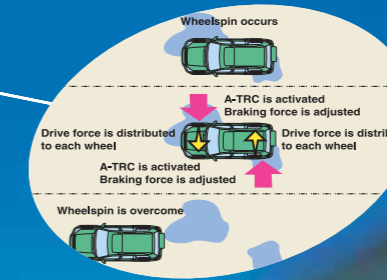 Wheelspin occurs
A-TRC is activated
Braking force is adjusted
Drive force is distributed
to each wheel
Drive force is distrib
to each wheel
A-TRC is activated
Braking force is adjusted
Wheelspin is overcome